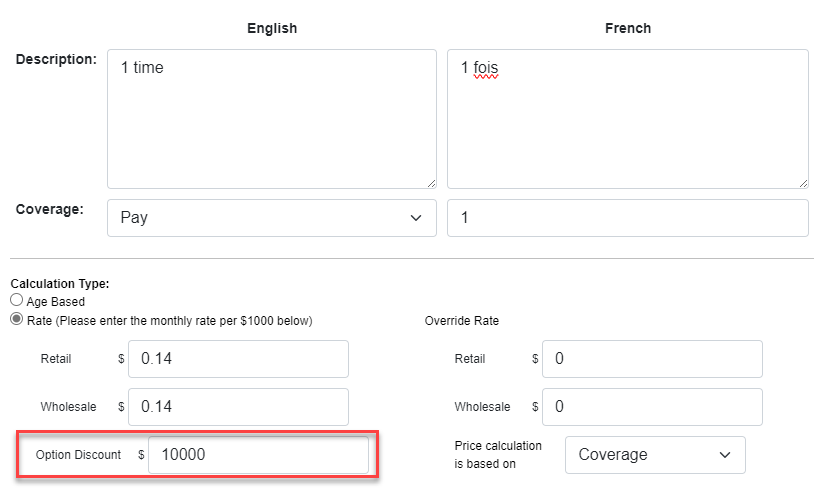 English French
Description: 1 time 1 fois
Coverage: Pay 1
Calculation Type:
Age Based
Rate (Please enter the monthly rate per $1000 below) Override Rate
Retail $ 0.14 Retail $ 0
Wholesale $ 0.14 Wholesale $ 0
Option Discount $ 10000 Price calculation is based on Coverage